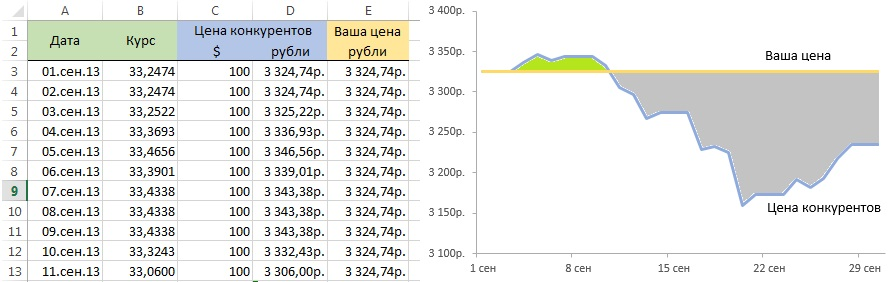 A B C D E
1 Дата Курс Цена конкурентов Ваша цена
2 $ рубли рубли
3 01.сен.13 33,2474 100 3 324,74р. 3 324,74р.
4 02.сен.13 33,2474 100 3 324,74р. 3 324,74р.
5 03.сен.13 33,2522 100 3 325,22р. 3 324,74р.
6 04.сен.13 33,3693 100 3 336,93р. 3 324,74р.
7 05.сен.13 33,4656 100 3 346,56р. 3 324,74р.
8 06.сен.13 33,3901 100 3 339,01р. 3 324,74р.
9 07.сен.13 33,4338 100 3 343,38р. 3 324,74р.
10 08.сен.13 33,4338 100 3 343,38р. 3 324,74р.
11 09.сен.13 33,4338 100 3 343,38р. 3 324,74р.
12 10.сен.13 33,3243 100 3 332,43р. 3 324,74р.
13 11.сен.13 33,0600 100 3 306,00р. 3 324,74р.
3 400р.
3 400р.
Ваша цена
3 300р.
3 250р.
3 200р.
3 150р.
Цена конкурентов
3 100р.
1 сен 8 сен 15 сен 22 сен 29 сен